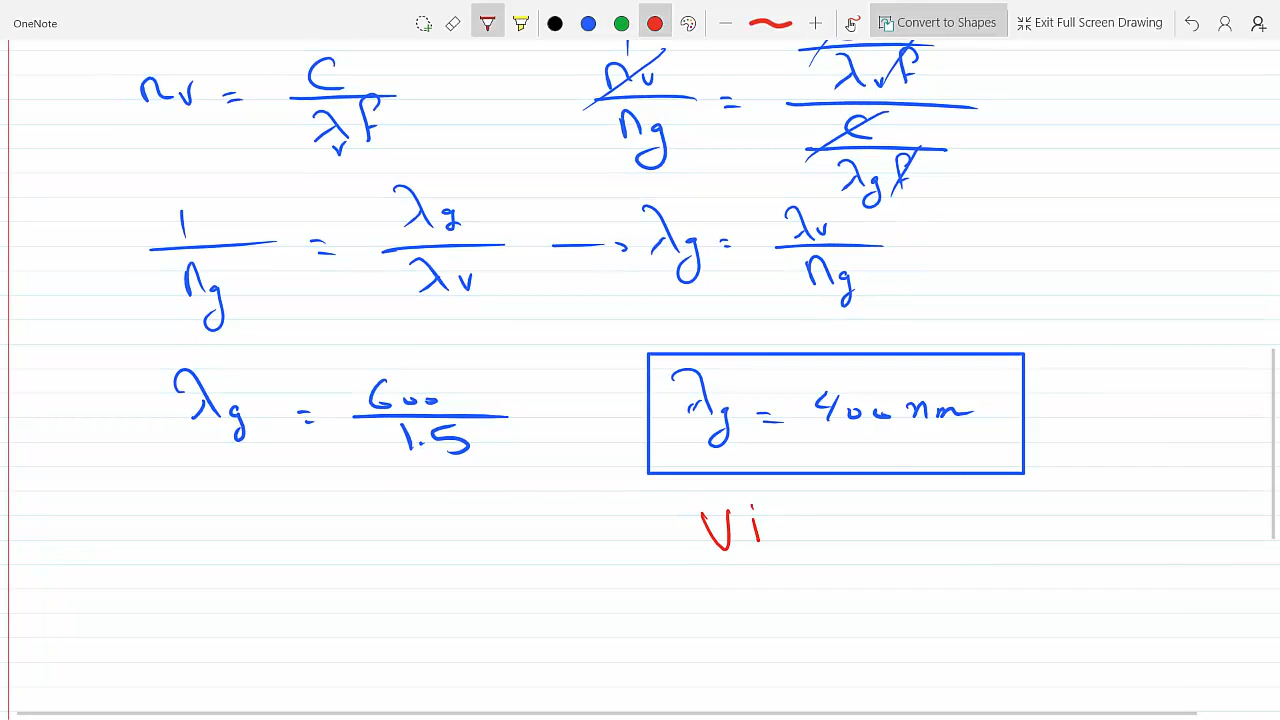 OneNote
Convert to Shapes
Exit Full Screen Drawing
nv = C / λv f
1 nv / ng = λv f / C / λg f
1 / ng = λg / λv → λg = λv / ng
λg = 600 / 1.5
λg = 400 nm
Vi